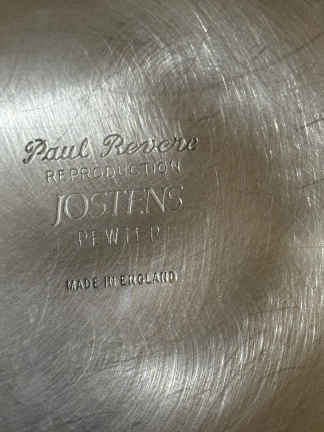 Paul Revere
REPRODUCTION
JOSTENS
PEWTER
MADE IN ENGLAND